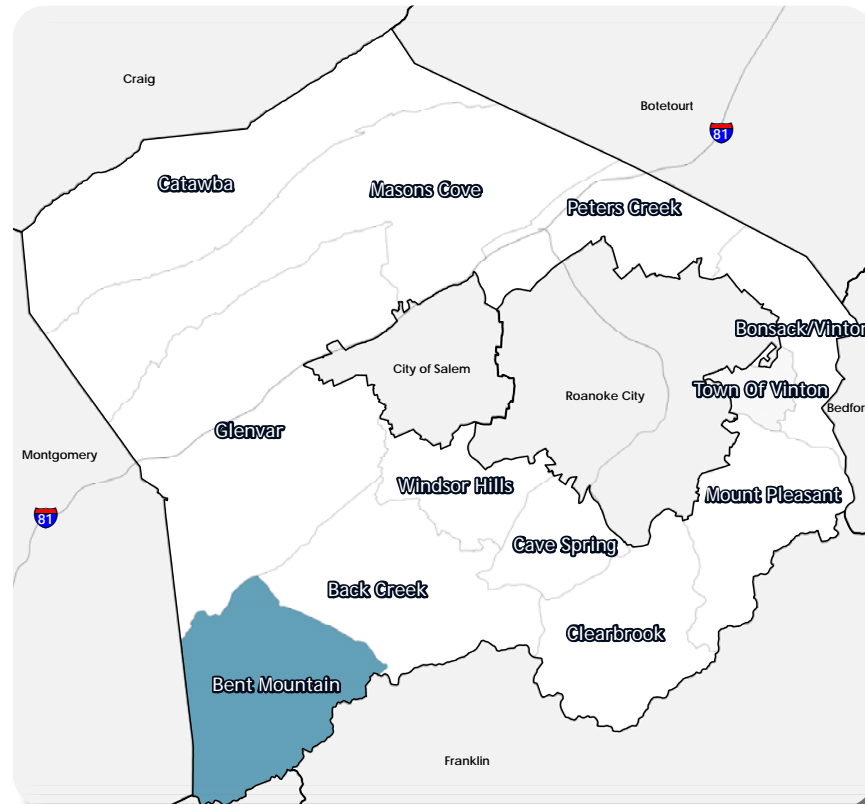 Craig
Botetourt
81
Catawba
Masons Cove
Peters Creek
Bonsack/Vinton
City of Salem
Roanoke City
Town Of Vinton
Bedfor
Glenvar
Montgomery
Windsor Hills
Mount Pleasant
81
Cave Spring
Back Creek
Clearbrook
Bent Mountain
Franklin